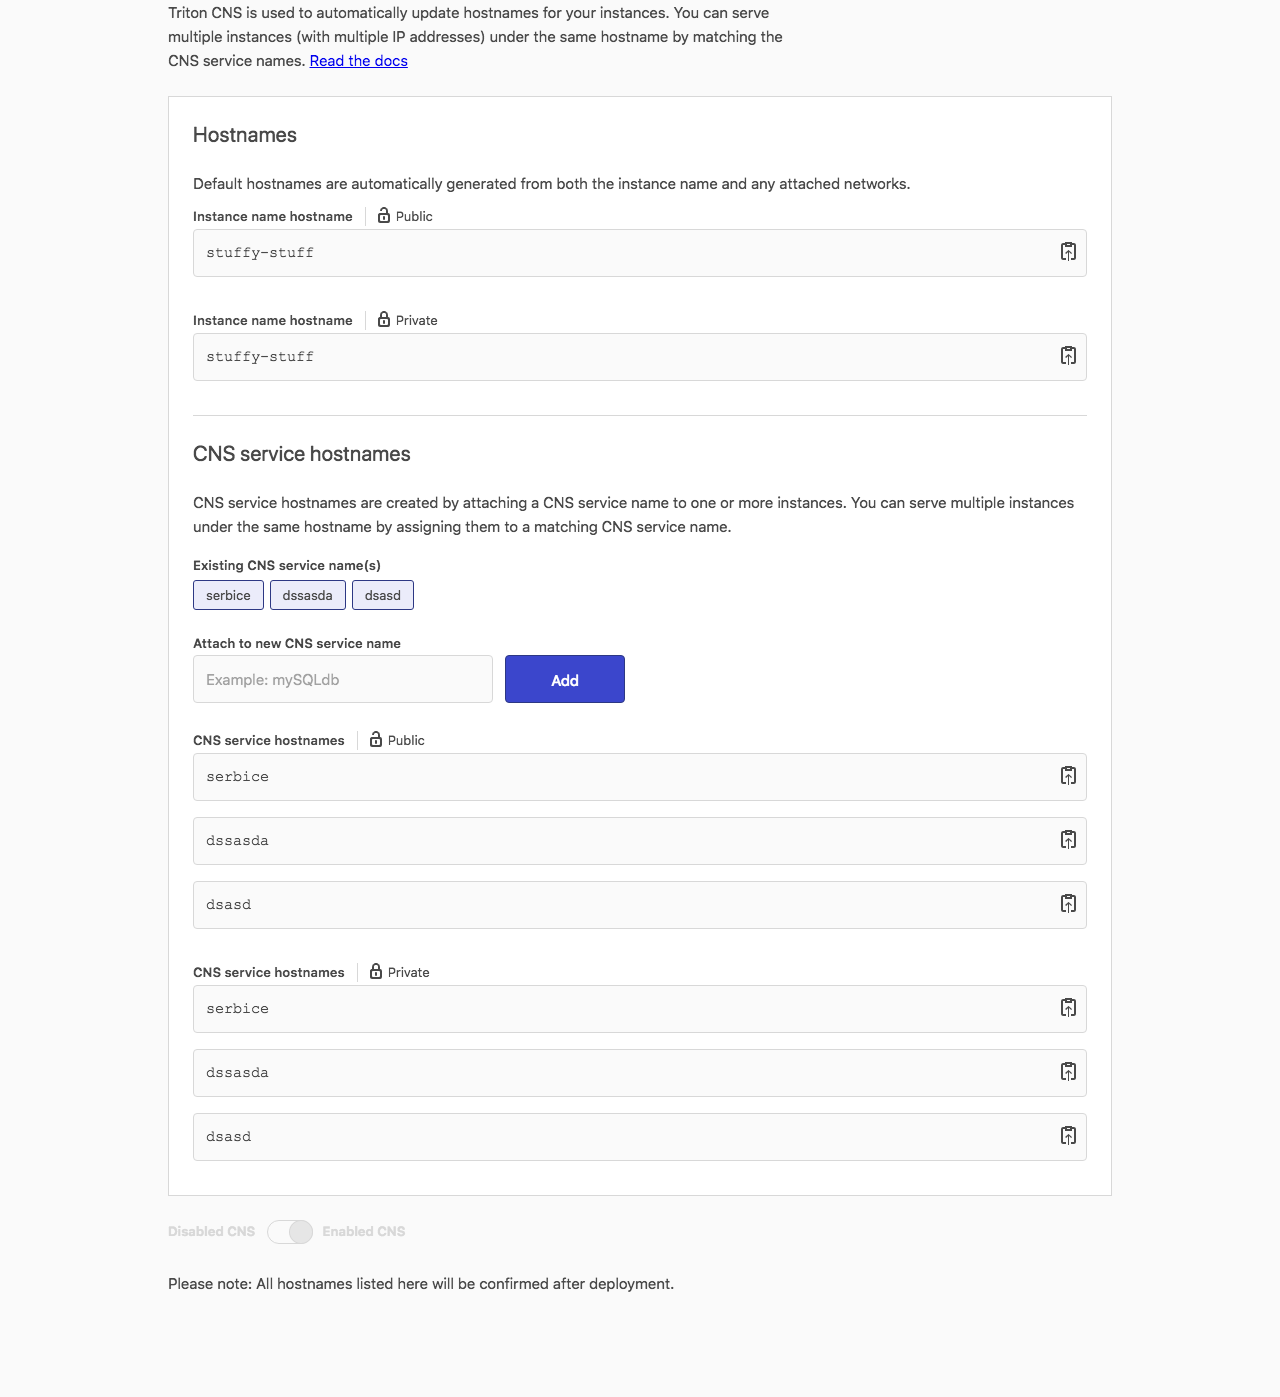 Triton CNS is used to automatically update hostnames for your instances. You can serve
multiple instances (with multiple IP addresses) under the same hostname by matching the
CNS service names. Read the docs
Hostnames
Default hostnames are automatically generated from both the instance name and any attached networks.
Instance name hostname Public
stuffy-stuff
Instance name hostname Private
stuffy-stuff
CNS service hostnames
CNS service hostnames are created by attaching a CNS service name to one or more instances. You can serve multiple instances
under the same hostname by assigning them to a matching CNS service name.
Existing CNS service name(s)
serbice dssasda dsasd
Attach to new CNS service name
Example: mySQLdb Add
CNS service hostnames Public
serbice
dssasda
dsasd
CNS service hostnames Private
serbice
dssasda
dsasd
Disabled CNS Enabled CNS
Please note: All hostnames listed here will be confirmed after deployment.